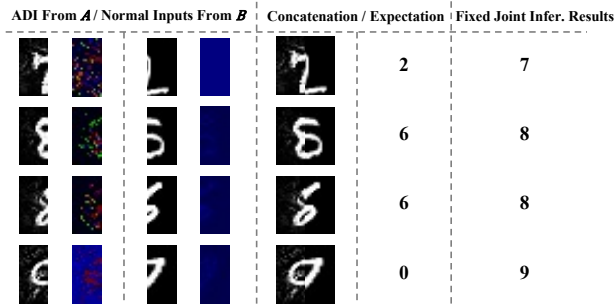 ADI From A / Normal Inputs From B Concatenation / Expectation Fixed Joint Infer. Results
2 7
6 8
6 8
0 9